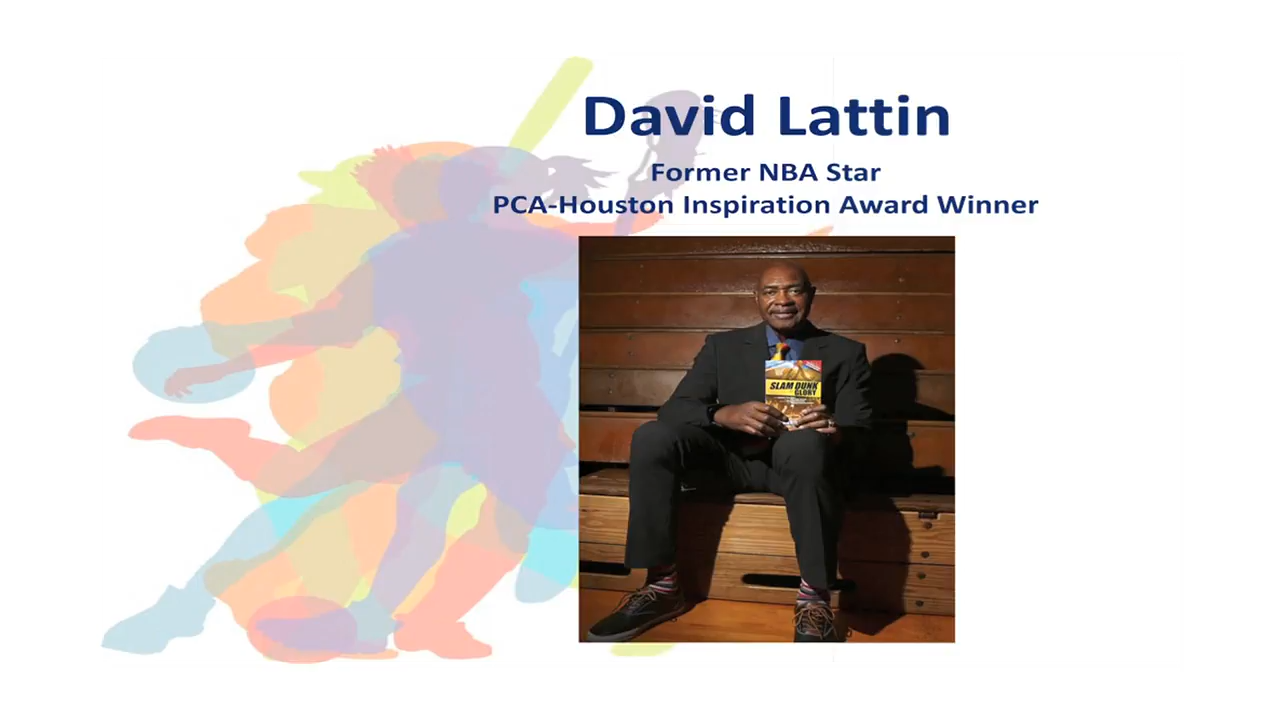 David Lattin
Former NBA Star
PCA-Houston Inspiration Award Winner
SLAM DUNK
GLORY